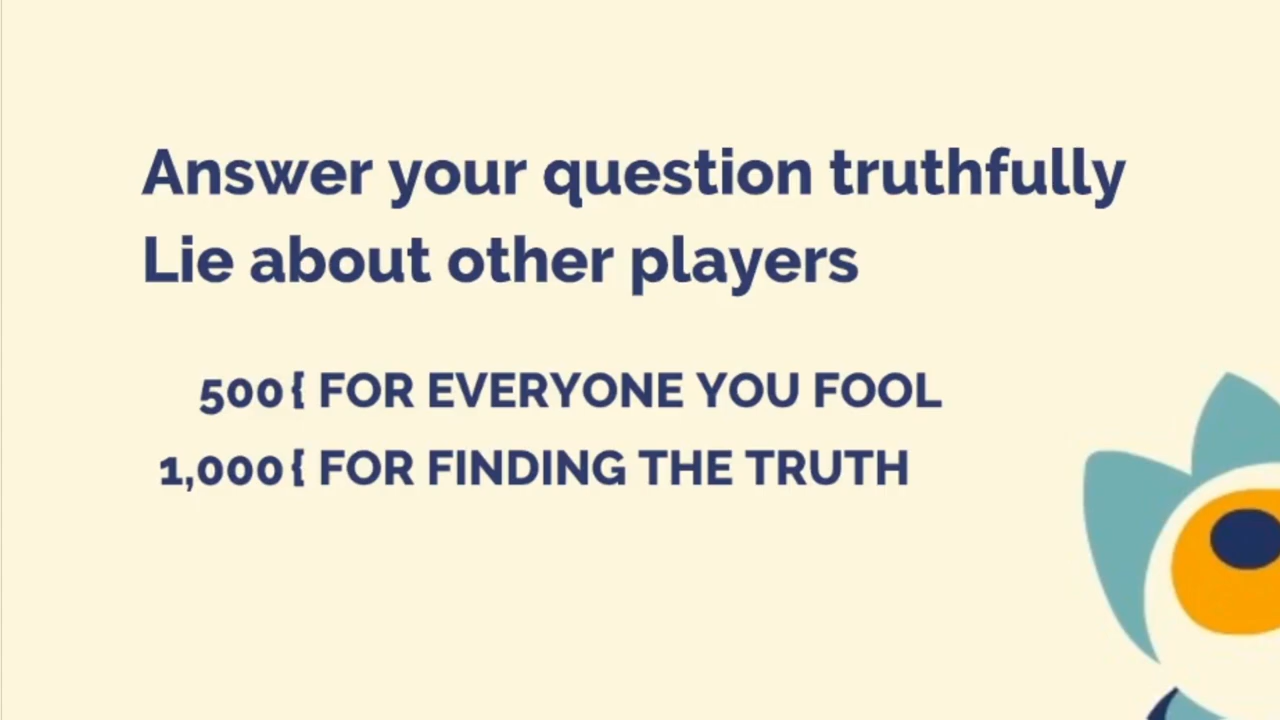 Answer your question truthfully
Lie about other players
500{ FOR EVERYONE YOU FOOL
1,000{ FOR FINDING THE TRUTH